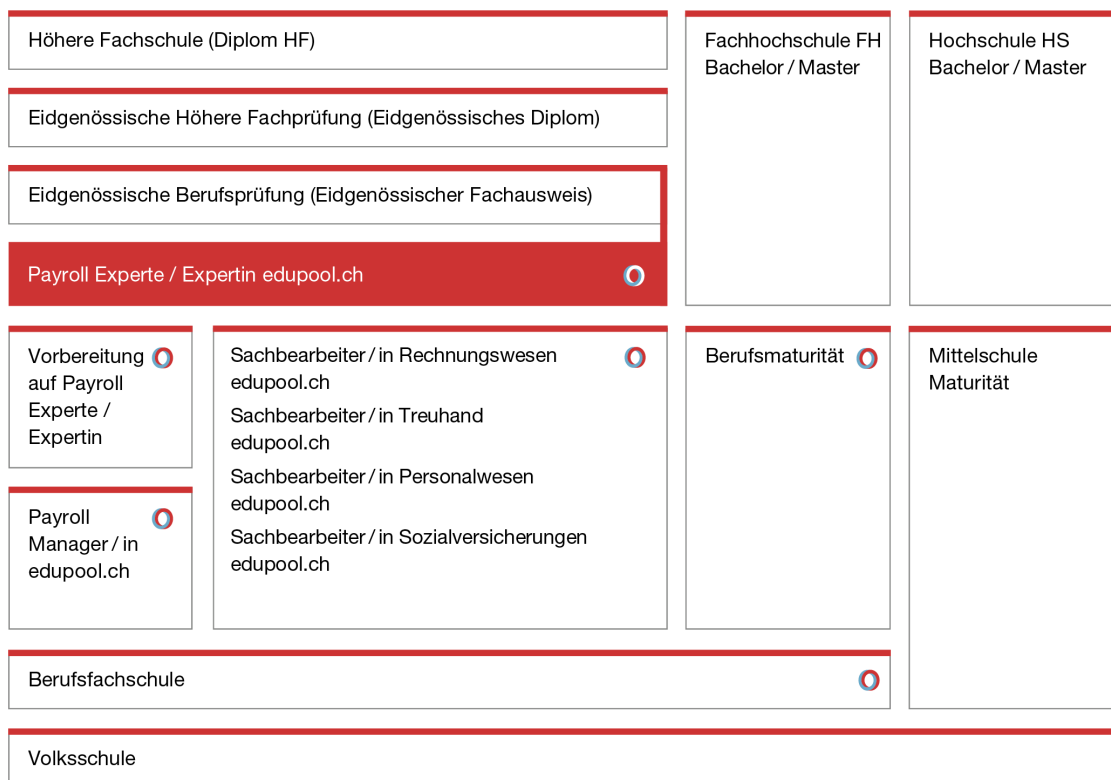 Höhere Fachschule (Diplom HF)
Eidgenössische Höhere Fachprüfung (Eidgenössisches Diplom)
Eidgenössische Berufsprüfung (Eidgenössischer Fachausweis)
Payroll Experte / Expertin edupool.ch
Fachhochschule FH
Bachelor / Master
Hochschule HS
Bachelor / Master
Vorbereitung
auf Payroll
Experte /
Expertin
Payroll
Manager / in
edupool.ch
Sachbearbeiter / in Rechnungswesen
edupool.ch
Sachbearbeiter / in Treuhand
edupool.ch
Sachbearbeiter / in Personalwesen
edupool.ch
Sachbearbeiter / in Sozialversicherungen
edupool.ch
Berufsmaturität
Mittelschule
Maturität
Berufsfachschule
Volksschule